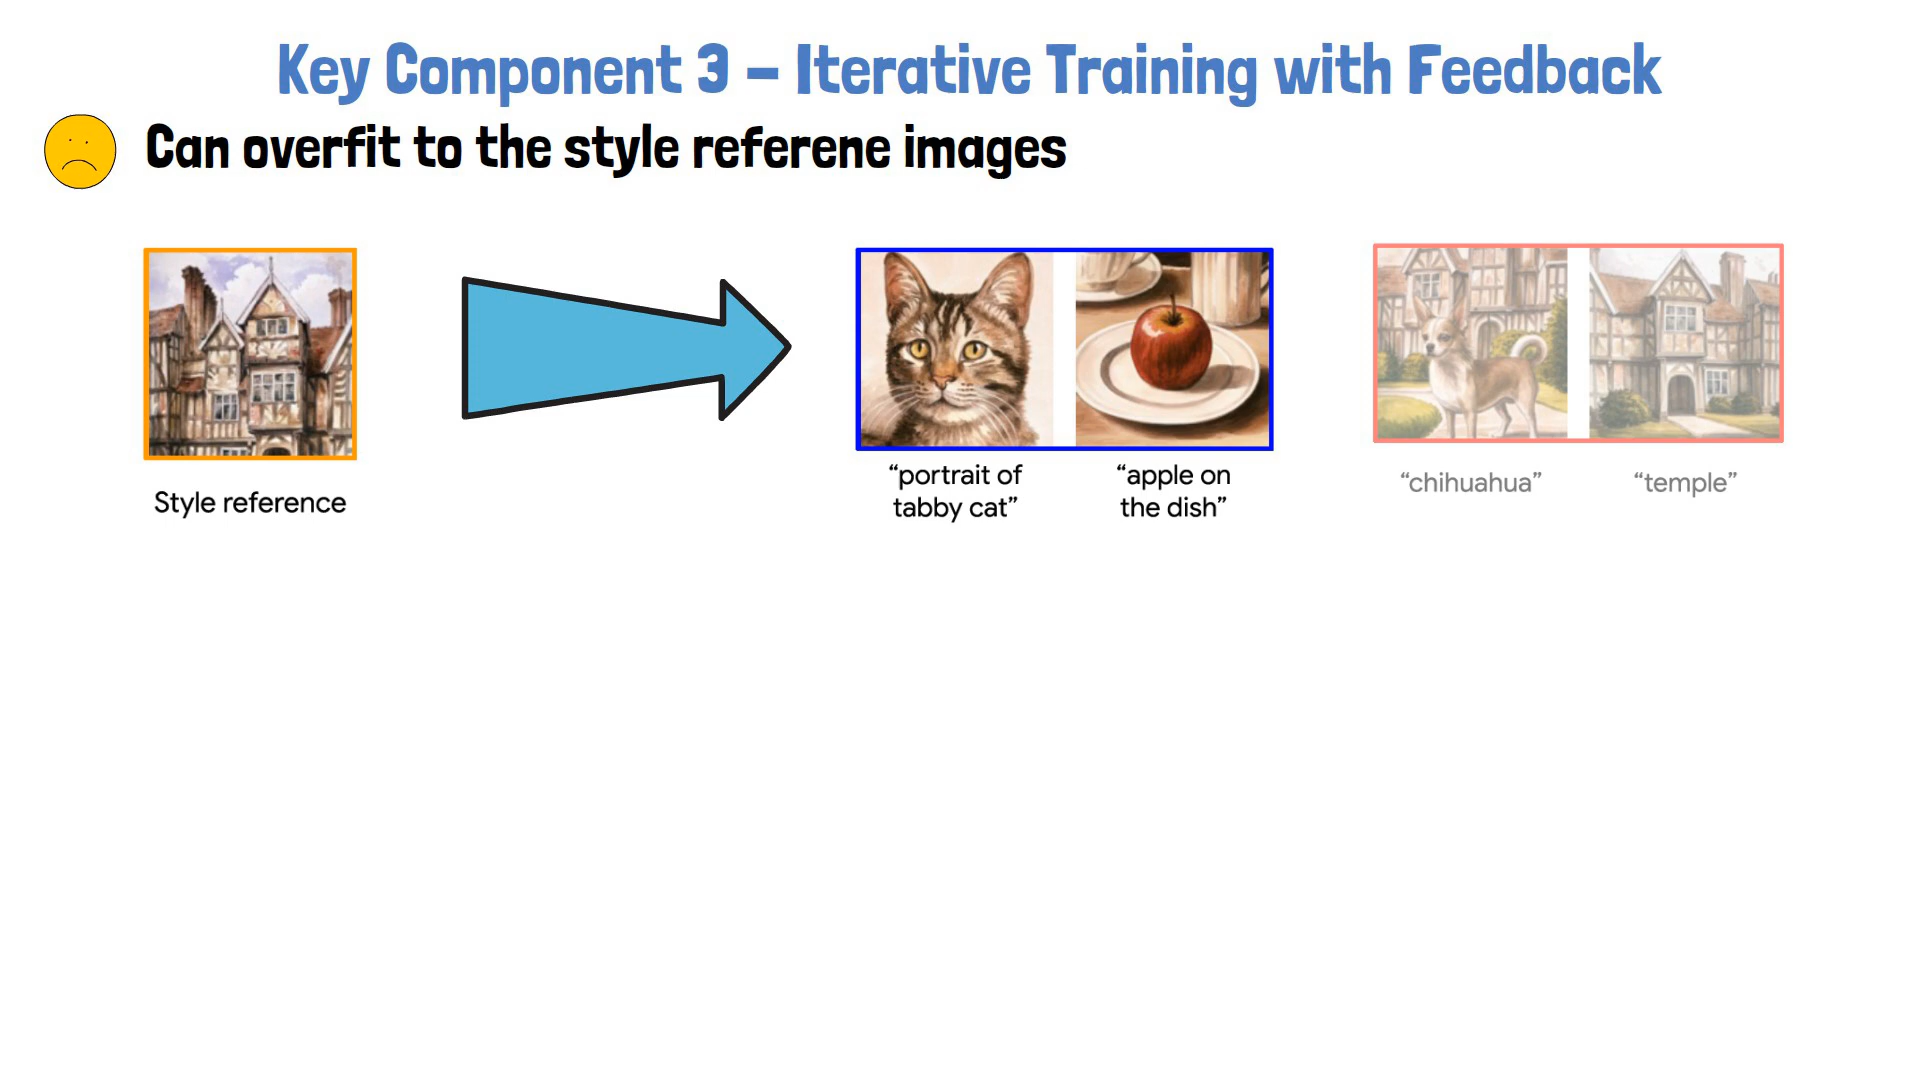 Key Component 3 – Iterative Training with Feedback
Can overfit to the style referene images
Style reference
“portrait of
tabby cat”
“apple on
the dish”
“chihuahua”
“temple”